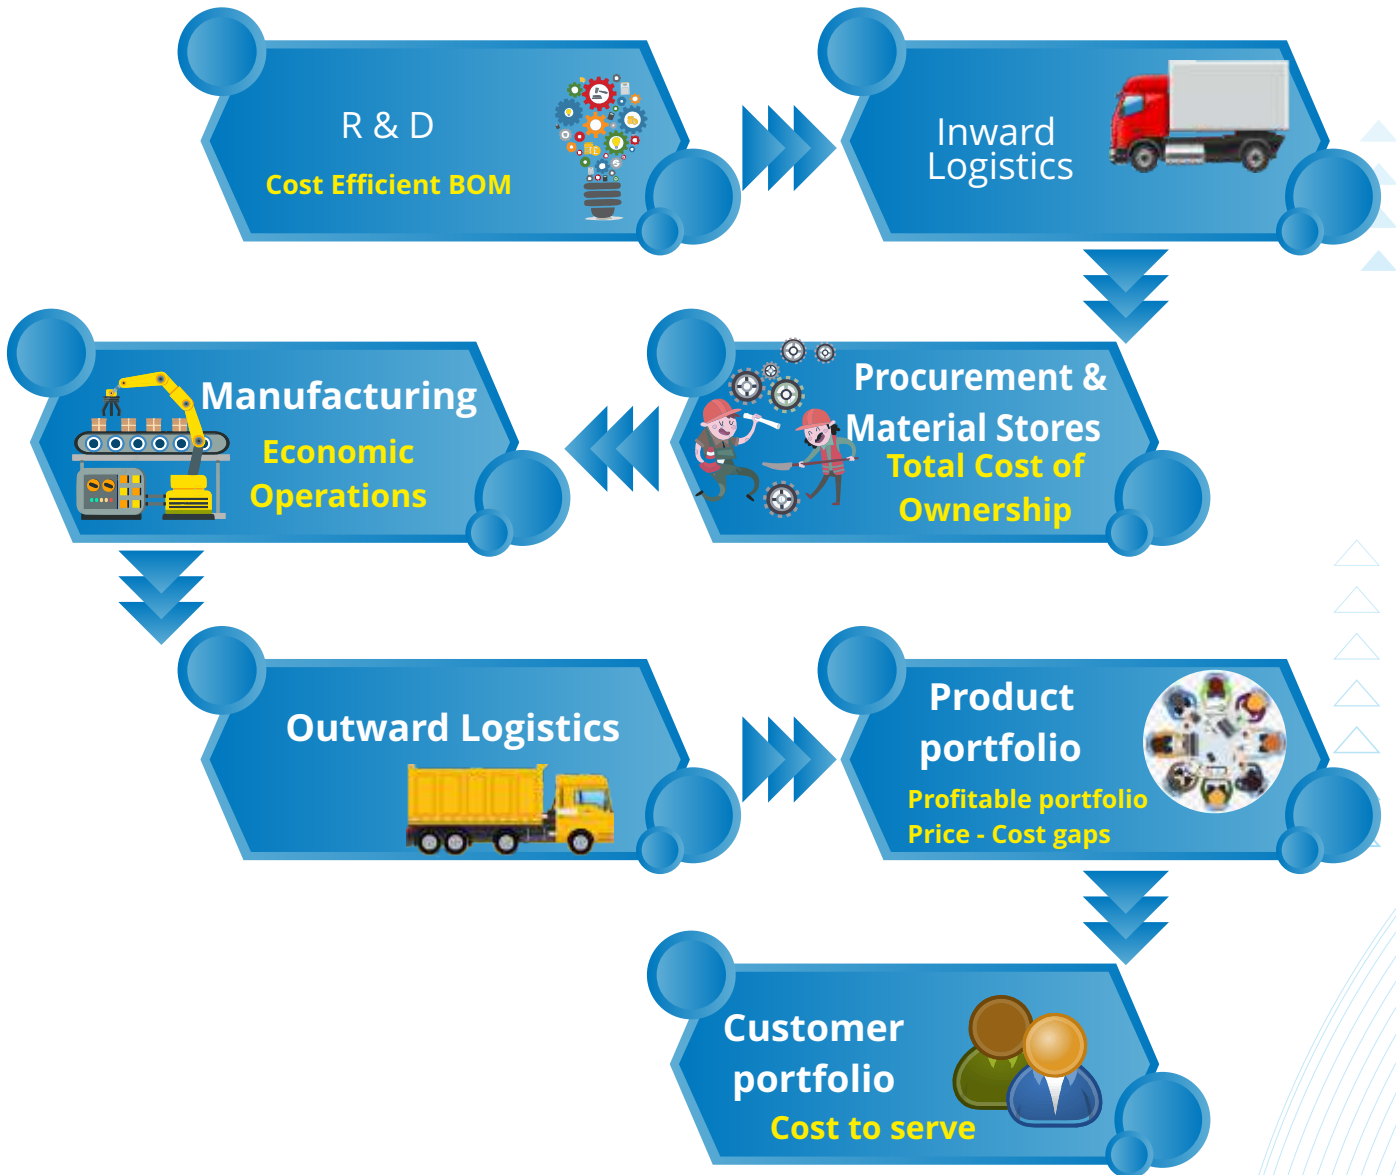 R & D
Cost Efficient BOM
Inward
Logistics
Procurement &
Material Stores
Total Cost of
Ownership
Manufacturing
Economic
Operations
Outward Logistics
Product
portfolio
Profitable portfolio
Price - Cost gaps
Customer
portfolio
Cost to serve